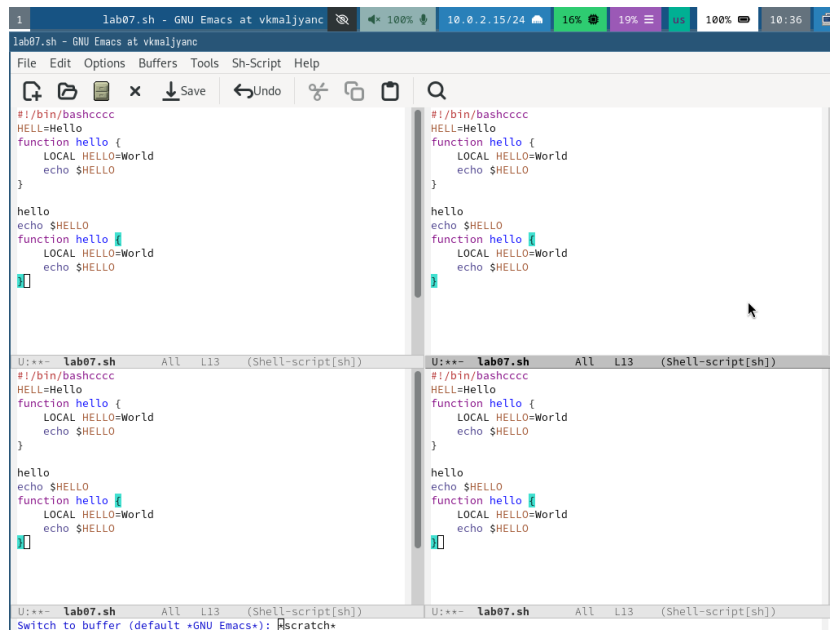 1 lab07.sh - GNU Emacs at vkmaljyanc 100% 10.0.2.15/24 16% 19% us 100% 10:36
lab07.sh - GNU Emacs at vkmaljyanc
File Edit Options Buffers Tools Sh-Script Help
Save Undo
#!/bin/bashcccc
HELL=Hello
function hello {
    LOCAL HELLO=World
    echo $HELLO
}
hello
echo $HELLO
function hello {
    LOCAL HELLO=World
    echo $HELLO
}
U:**- lab07.sh All L13 (Shell-script[sh])
#!/bin/bashcccc
HELL=Hello
function hello {
    LOCAL HELLO=World
    echo $HELLO
}
hello
echo $HELLO
function hello {
    LOCAL HELLO=World
    echo $HELLO
}
U:**- lab07.sh All L13 (Shell-script[sh])
#!/bin/bashcccc
HELL=Hello
function hello {
    LOCAL HELLO=World
    echo $HELLO
}
hello
echo $HELLO
function hello {
    LOCAL HELLO=World
    echo $HELLO
}
U:**- lab07.sh All L13 (Shell-script[sh])
#!/bin/bashcccc
HELL=Hello
function hello {
    LOCAL HELLO=World
    echo $HELLO
}
hello
echo $HELLO
function hello {
    LOCAL HELLO=World
    echo $HELLO
}
U:**- lab07.sh All L13 (Shell-script[sh])
Switch to buffer (default *GNU Emacs*): *scratch*